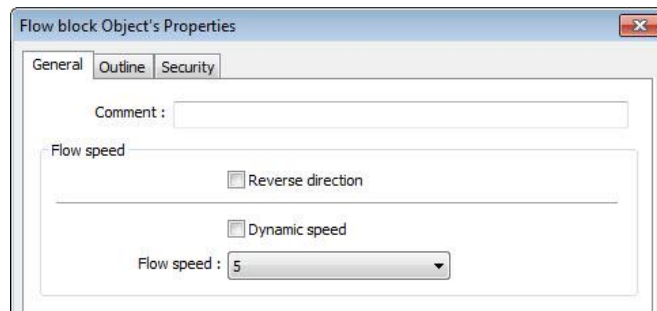 Flow block Object's Properties
General Outline Security
Comment :
Flow speed
Reverse direction
Dynamic speed
Flow speed : 5